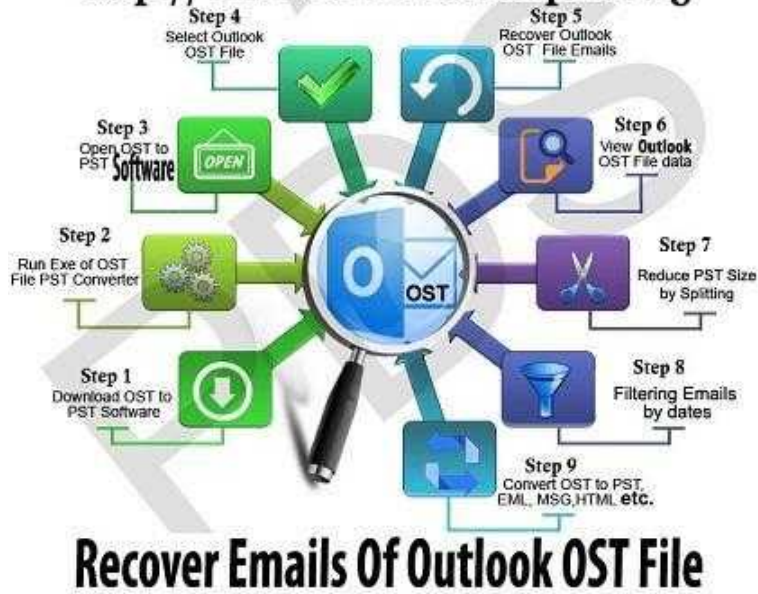 Step 1
Download OST to
PST Software
Step 2
Run Exe of OST
File PST Converter
Step 3
Open OST to
PST Software
OPEN
Step 4
Select Outlook
OST File
Step 5
Recover Outlook
OST File Emails
Step 6
View Outlook
OST File data
Step 7
Reduce PST Size
by Splitting
Step 8
Filtering Emails
by dates
Step 9
Convert OST to PST,
EML, MSG,HTML etc.
O
OST
PDS
Recover Emails Of Outlook OST File